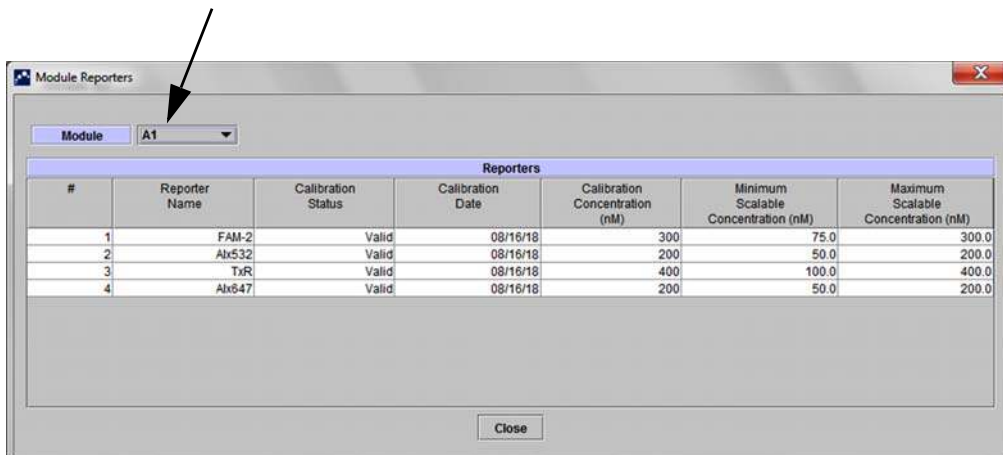 Module Reporters
Module A1
Reporters
# Reporter Name Calibration Status Calibration Date Calibration Concentration (nM) Minimum Scalable Concentration (nM) Maximum Scalable Concentration (nM)
1 FAM-2 Valid 08/16/18 300 75.0 300.0
2 Alx532 Valid 08/16/18 200 50.0 200.0
3 TxR Valid 08/16/18 400 100.0 400.0
4 Alx647 Valid 08/16/18 200 50.0 200.0
Close